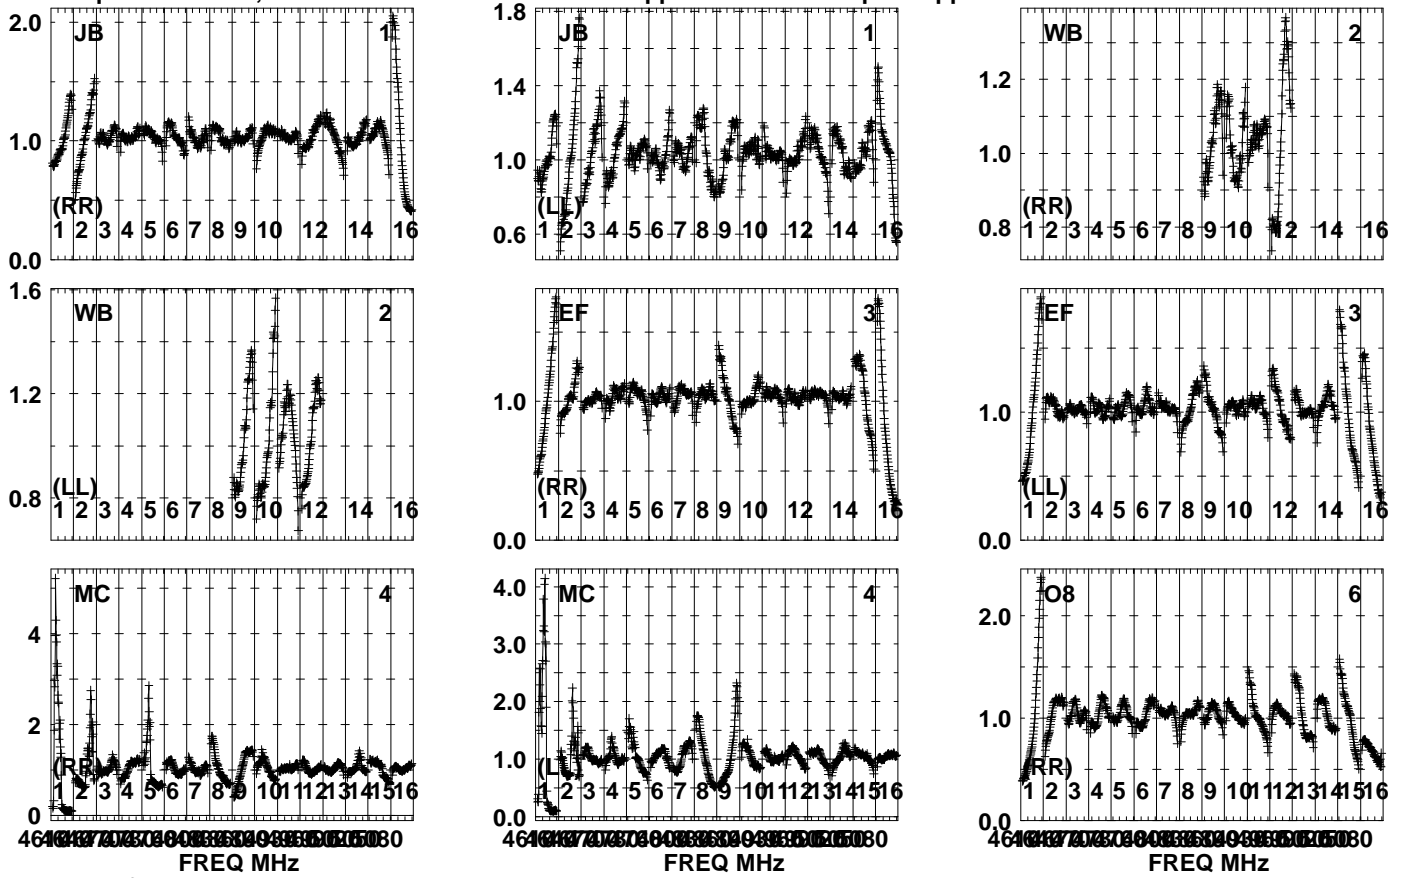 2.0 JB 1
1.0
(RR)
1 2 3 4 5 6 7 8 9 10 12 14 16
0.0
1.8 JB 1
1.4
1.0
0.6
1 2 3 4 5 6 7 8 9 10 12 14 16
WB 2
1.2
1.0
(RR)
0.8 1 2 3 4 5 6 7 8 9 10 12 14 16
1.6 WB 2
1.2
(LL)
0.8
1 2 3 4 5 6 7 8 9 10 12 14 16
EF 3
1.0
(RR)
1 2 3 4 5 6 7 8 9 10 12 14 16
0.0
EF 3
1.0
(LL)
1 2 3 4 5 6 7 8 9 10 12 14 16
0.0
MC 4
4
2
(RR)
1 2 3 4 5 6 7 8 9 10 11 12 13 14 15 16
0
FREQ MHz
4.0 MC 4
3.0
2.0
1.0
1 2 3 4 5 6 7 8 9 10 11 12 13 14 15 16
0.0
FREQ MHz
O8 6
2.0
1.0
(RR)
1 2 3 4 5 6 7 8 9 10 11 12 13 14 15 16
0.0
FREQ MHz